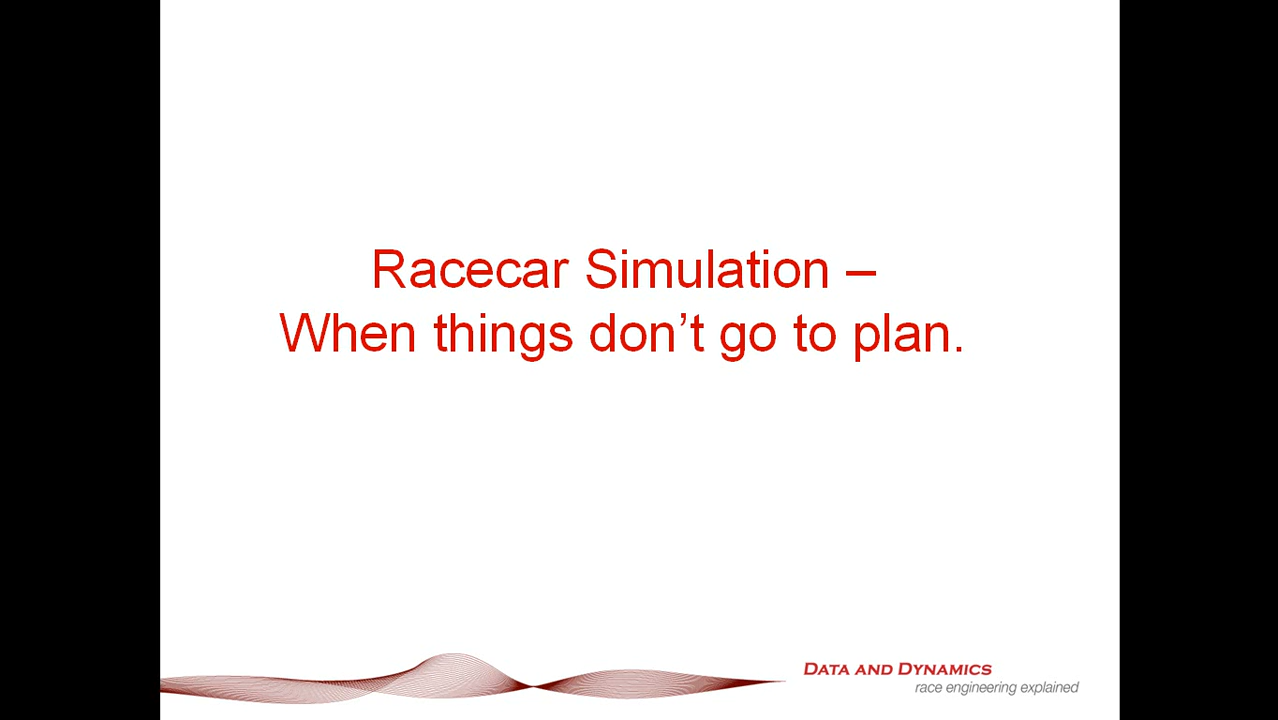 Racecar Simulation –
When things don’t go to plan.
DATA AND DYNAMICS
race engineering explained